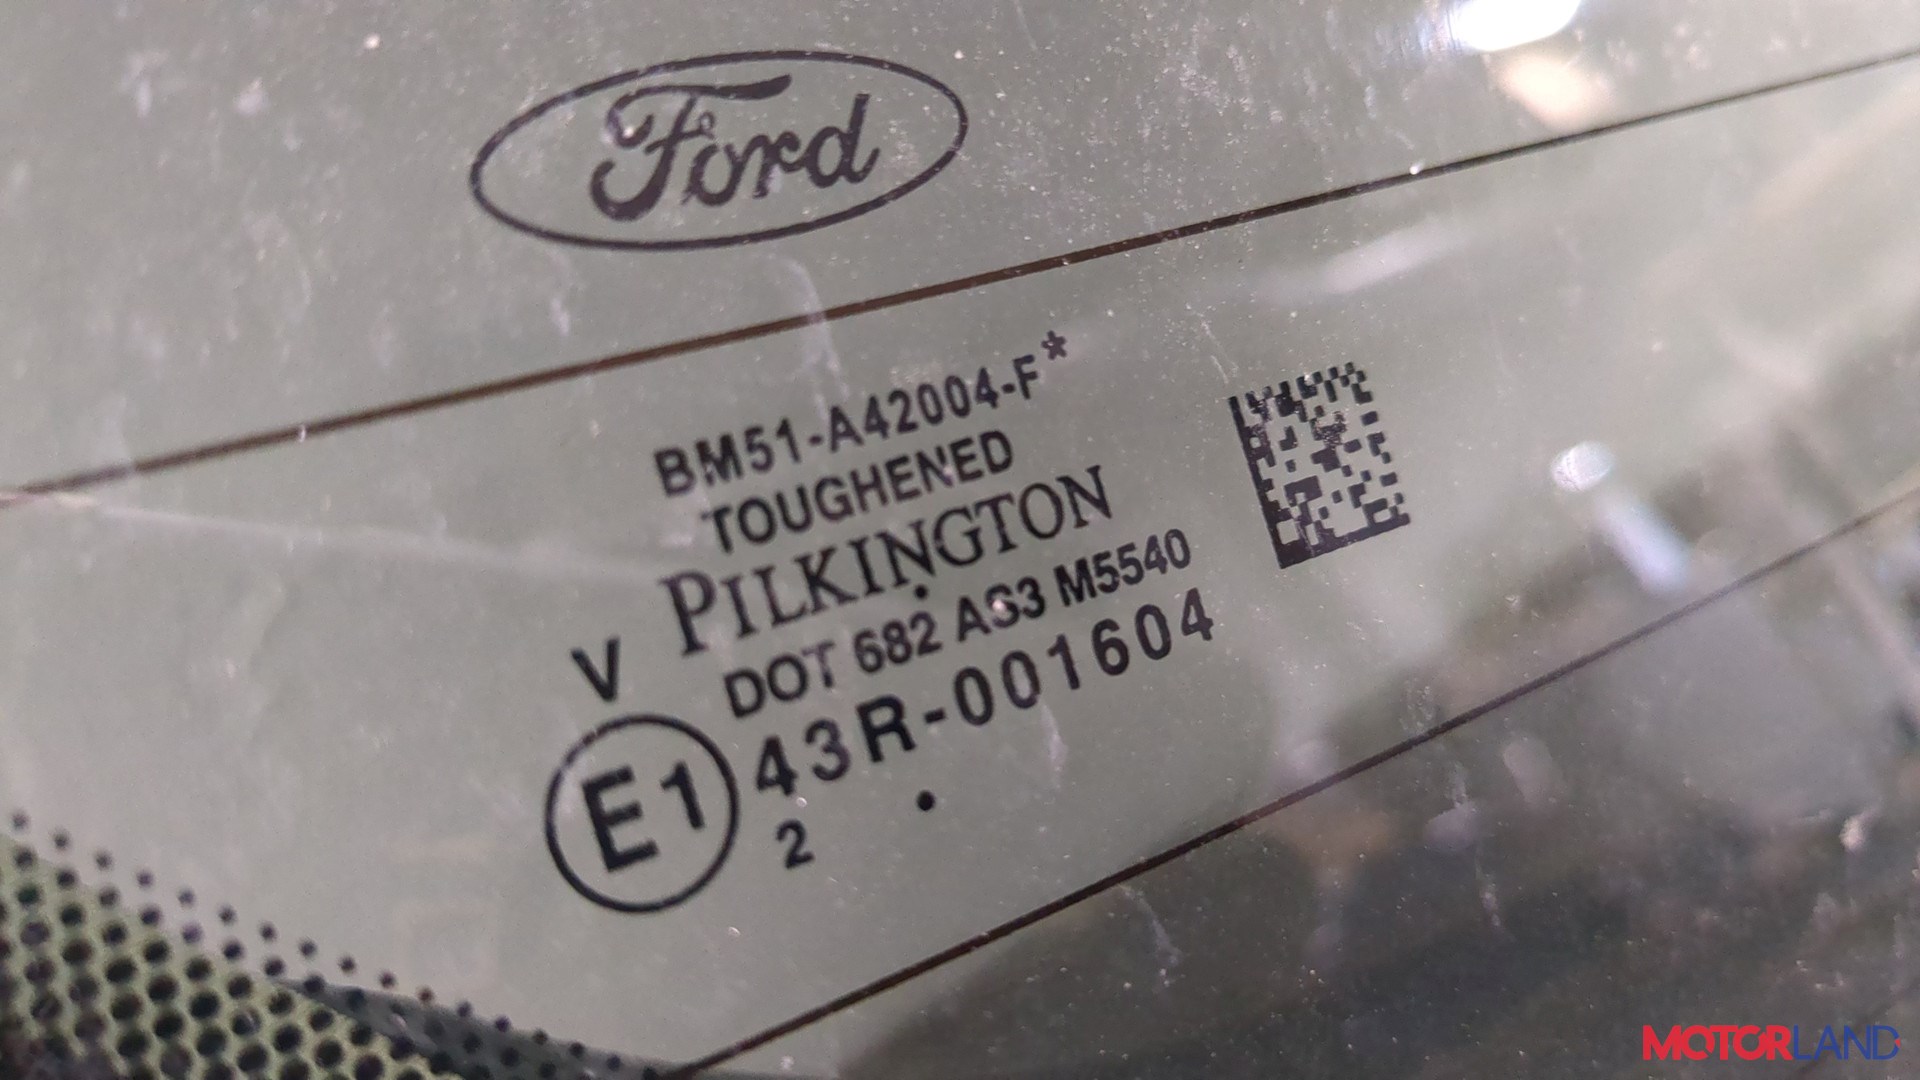 Ford
BM51-A42004-F*
TOUGHENED
PILKINGTON
DOT 682 AS3 M5540
V
E1 43R-001604
2 .
MOTORLAND